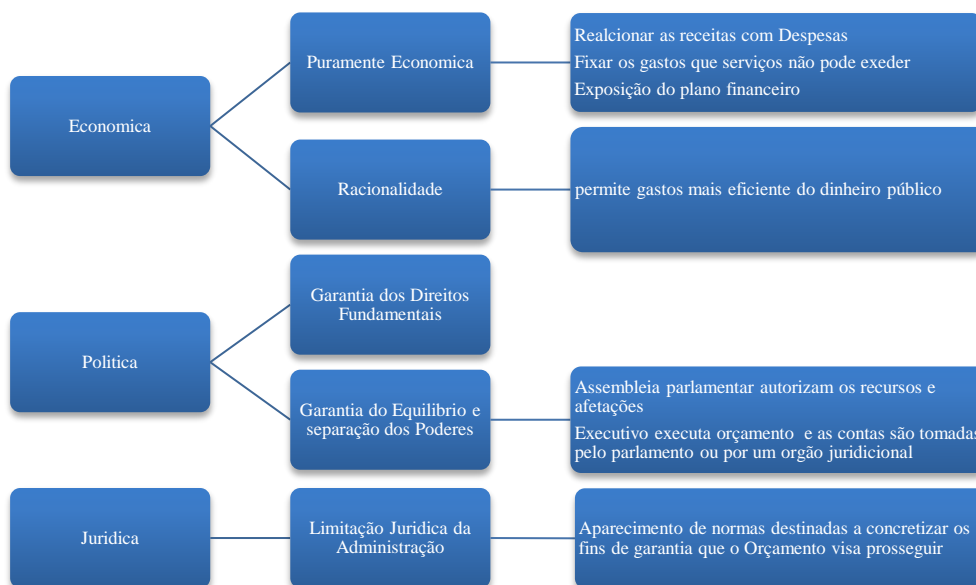 Economica
Puramente Economica
Realcionar as receitas com Despesas
Fixar os gastos que serviços não pode exeder
Exposição do plano financeiro
Racionalidade
permite gastos mais eficiente do dinheiro público
Politica
Garantia dos Direitos
Fundamentais
Garantia do Equilibrio e
separação dos Poderes
Assembleia parlamentar autorizam os recursos e
afetações
Executivo executa orçamento e as contas são tomadas
pelo parlamento ou por um orgão juridicional
Juridica
Limitação Juridica da
Administração
Aparecimento de normas destinadas a concretizar os
fins de garantia que o Orçamento visa prosseguir